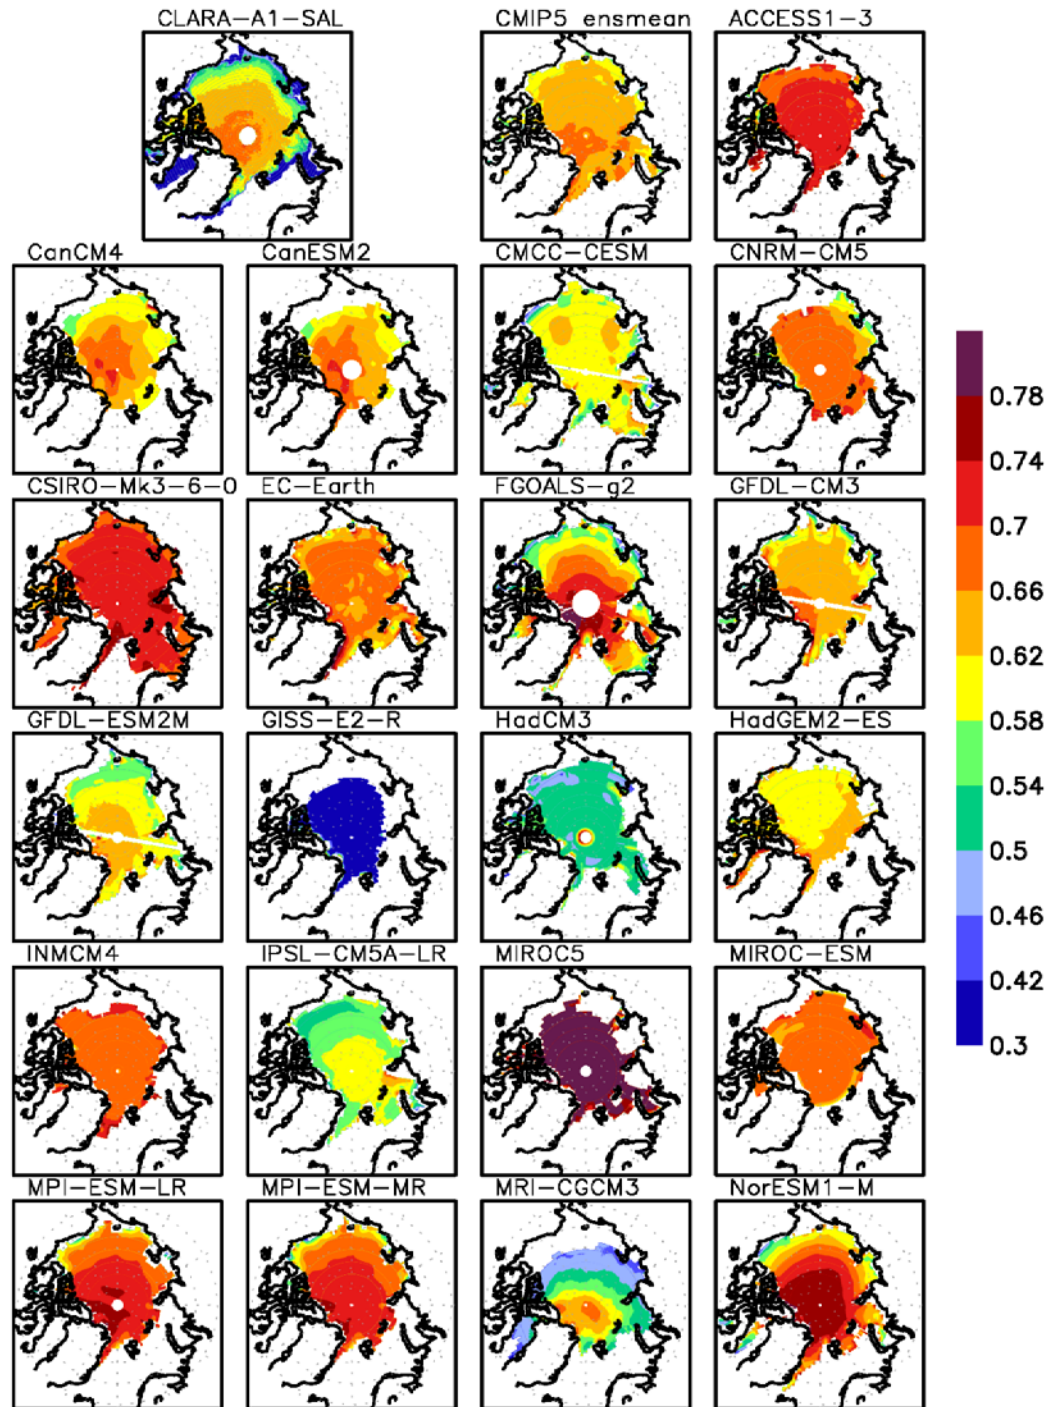 CLARA-A1-SAL CMIP5 ensmean ACCESS1-3
CanCM4 CanESM2 CMCC-CESM CNRM-CM5
CSIRO-Mk3-6-0 EC-Earth FGOALS-g2 GFDL-CM3
GFDL-ESM2M GISS-E2-R HadCM3 HadGEM2-ES
INMCM4 IPSL-CM5A-LR MIROC5 MIROC-ESM
MPI-ESM-LR MPI-ESM-MR MRI-CGCM3 NorESM1-M
0.78
0.74
0.7
0.66
0.62
0.58
0.54
0.5
0.46
0.42
0.3